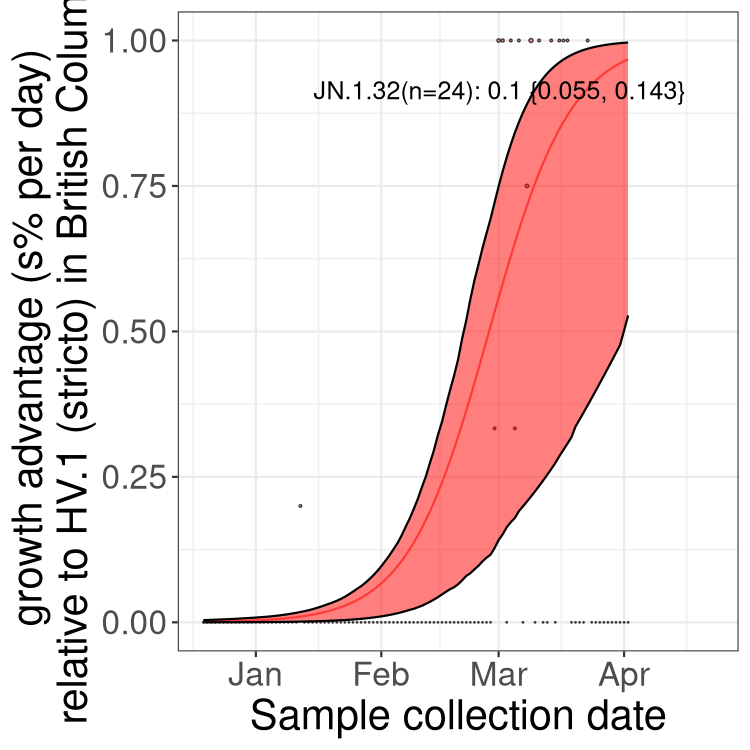 growth advantage (s% per day)
relative to HV.1 (stricto) in British Colum
1.00
0.75
0.50
0.25
0.00
JN.1.32(n=24): 0.1 {0.055, 0.143}
Jan Feb Mar Apr
Sample collection date